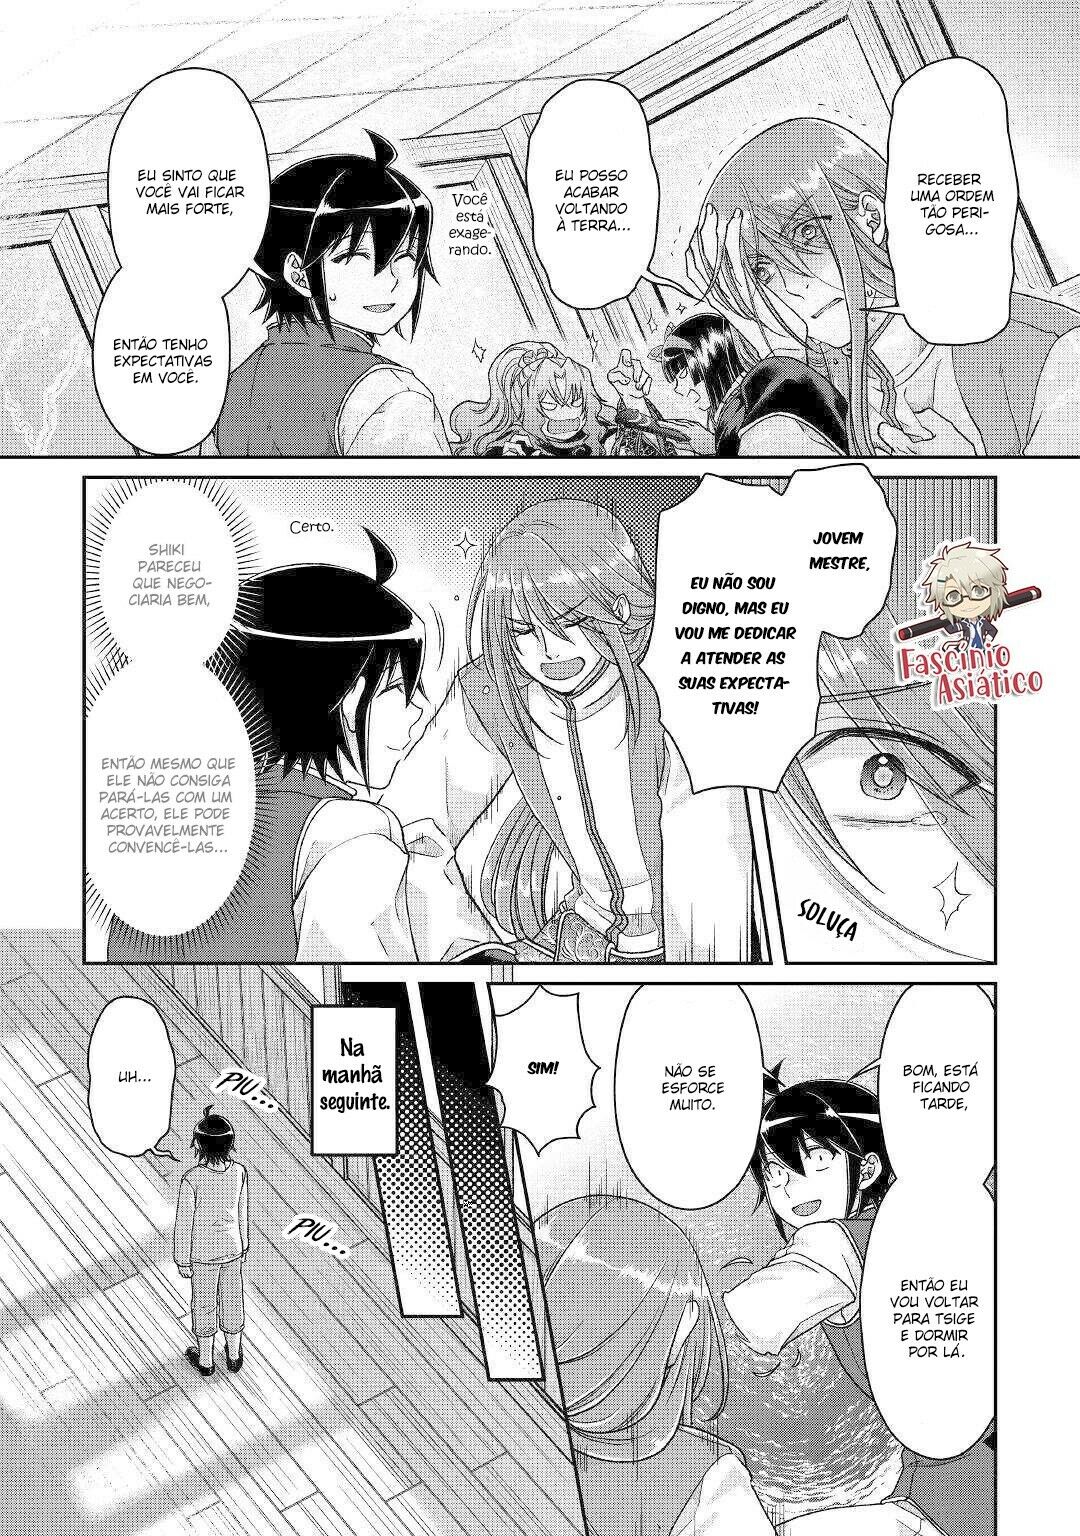 RECEBER
UMA ORDEM
TÃO PERI-
GOSA...
EU POSSO
ACABAR
VOLTANDO
À TERRA...
Você
está
exage-
rando.
EU SINTO QUE
VOCÊ VAI FICAR
MAIS FORTE,
ENTÃO TENHO
EXPECTATIVAS
EM VOCÊ.
JOVEM
MESTRE,
EU NÃO SOU
DIGNO, MAS EU
VOU ME DEDICAR
A ATENDER AS
SUAS EXPECTA-
TIVAS!
Fascínio
Asiático
SOLUÇA
Certo.
SHIKI
PARECEU
QUE NEGO-
CIARIA BEM,
ENTÃO MESMO QUE
ELE NÃO CONSIGA
PARÁ-LAS COM UM
ACERTO, ELE PODE
PROVAVELMENTE
CONVENCÊ-LAS...
BOM, ESTÁ
FICANDO
TARDE,
ENTÃO EU
VOU VOLTAR
PARA TSIGE
E DORMIR
POR LÁ.
NÃO SE
ESFORCE
MUITO.
SIM!
Na
manhã
seguinte.
PIU...
UH...
PIU...